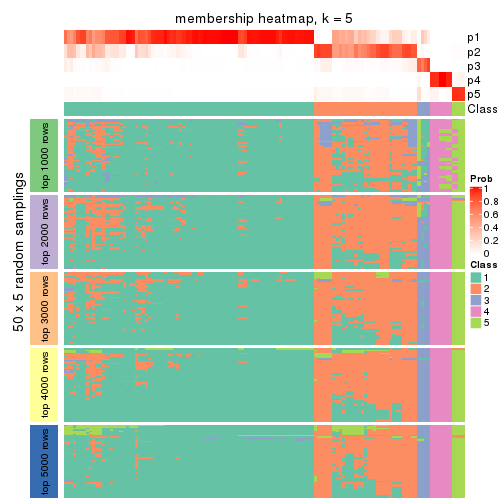 membership heatmap, k = 5
p1
p2
p3
p4
p5
Class
50 x 5 random samplings
top 1000 rows
top 2000 rows
top 3000 rows
top 4000 rows
top 5000 rows
Prob
1
0.8
0.6
0.4
0.2
0
Class
1
2
3
4
5